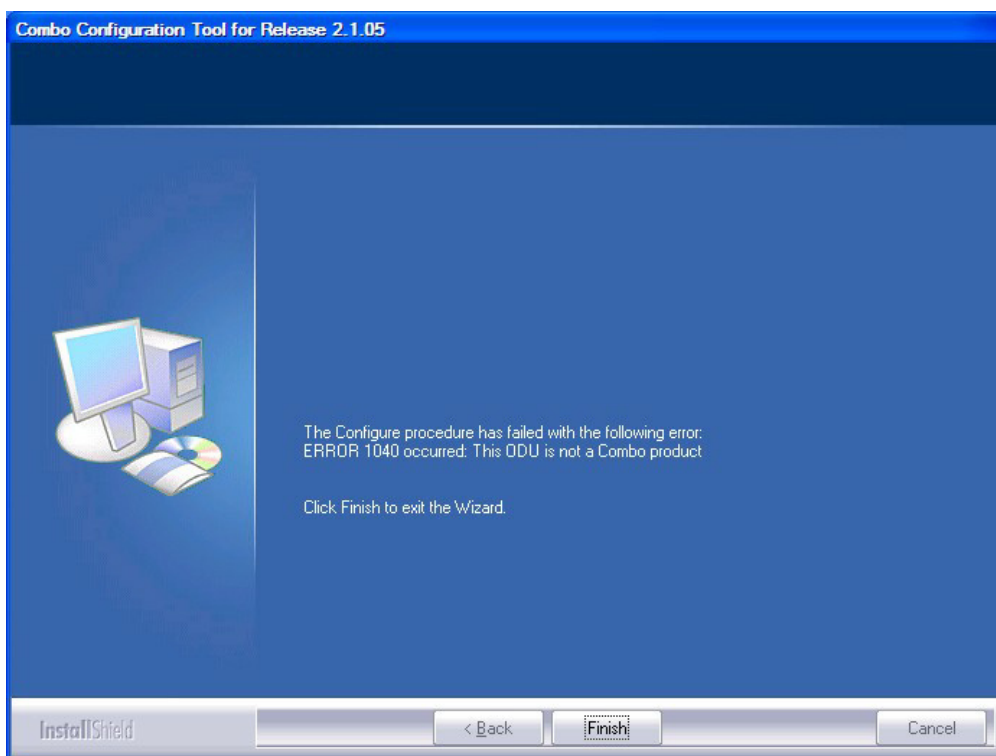 Combo Configuration Tool for Release 2.1.05
The Configure procedure has failed with the following error:
ERROR 1040 occurred: This ODU is not a Combo product
Click Finish to exit the Wizard.
InstallShield
< Back
Finish
Cancel